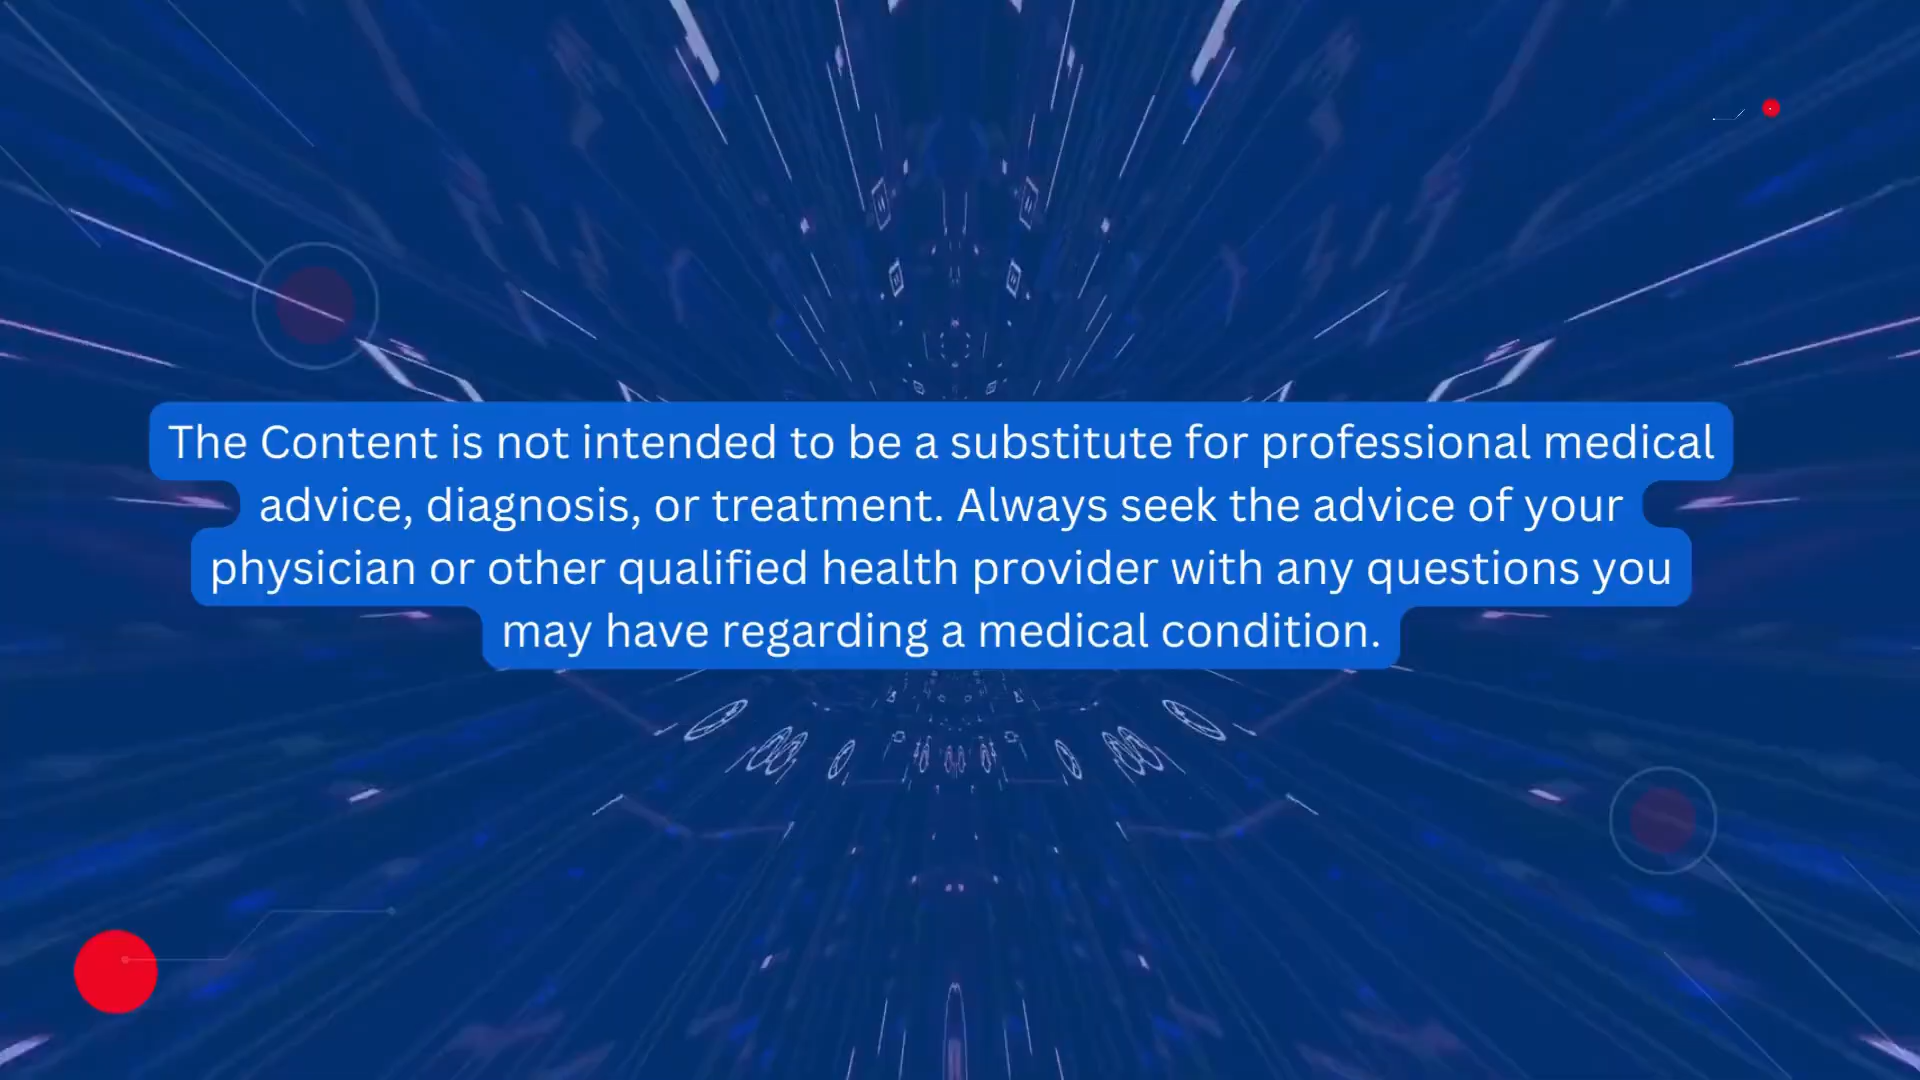 The Content is not intended to be a substitute for professional medical
advice, diagnosis, or treatment. Always seek the advice of your
physician or other qualified health provider with any questions you
may have regarding a medical condition.